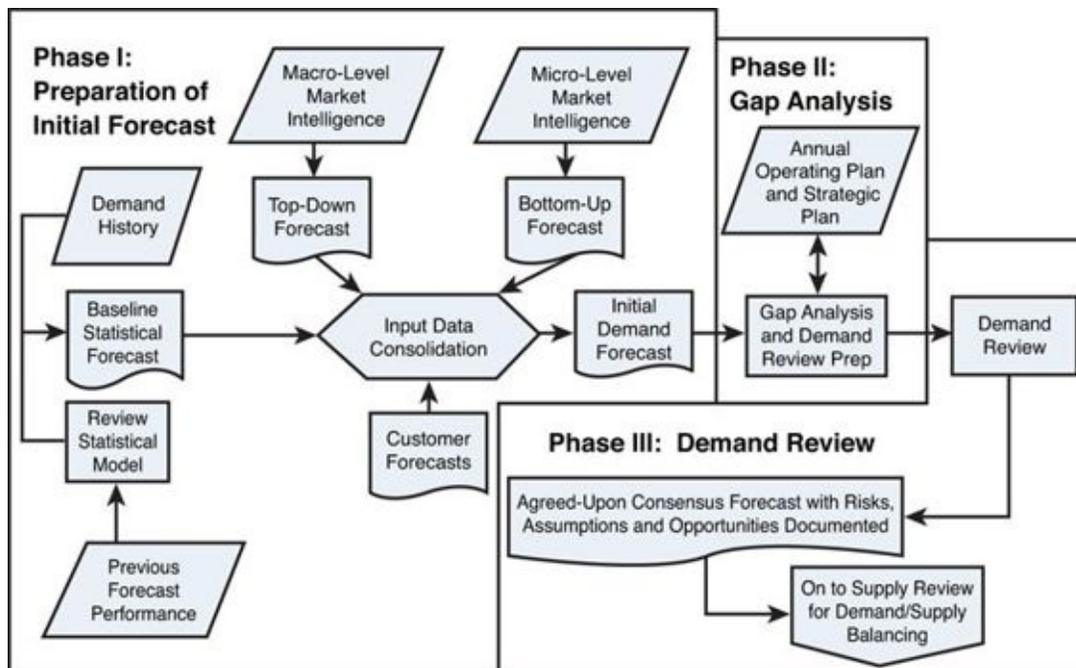 Phase I:
Preparation of
Initial Forecast
Macro-Level
Market
Intelligence
Micro-Level
Market
Intelligence
Phase II:
Gap Analysis
Demand
History
Top-Down
Forecast
Bottom-Up
Forecast
Annual
Operating Plan
and Strategic
Plan
Baseline
Statistical
Forecast
Input Data
Consolidation
Initial
Demand
Forecast
Gap Analysis
and Demand
Review Prep
Demand
Review
Review
Statistical
Model
Customer
Forecasts
Phase III: Demand Review
Agreed-Upon Consensus Forecast with Risks,
Assumptions and Opportunities Documented
Previous
Forecast
Performance
On to Supply Review
for Demand/Supply
Balancing